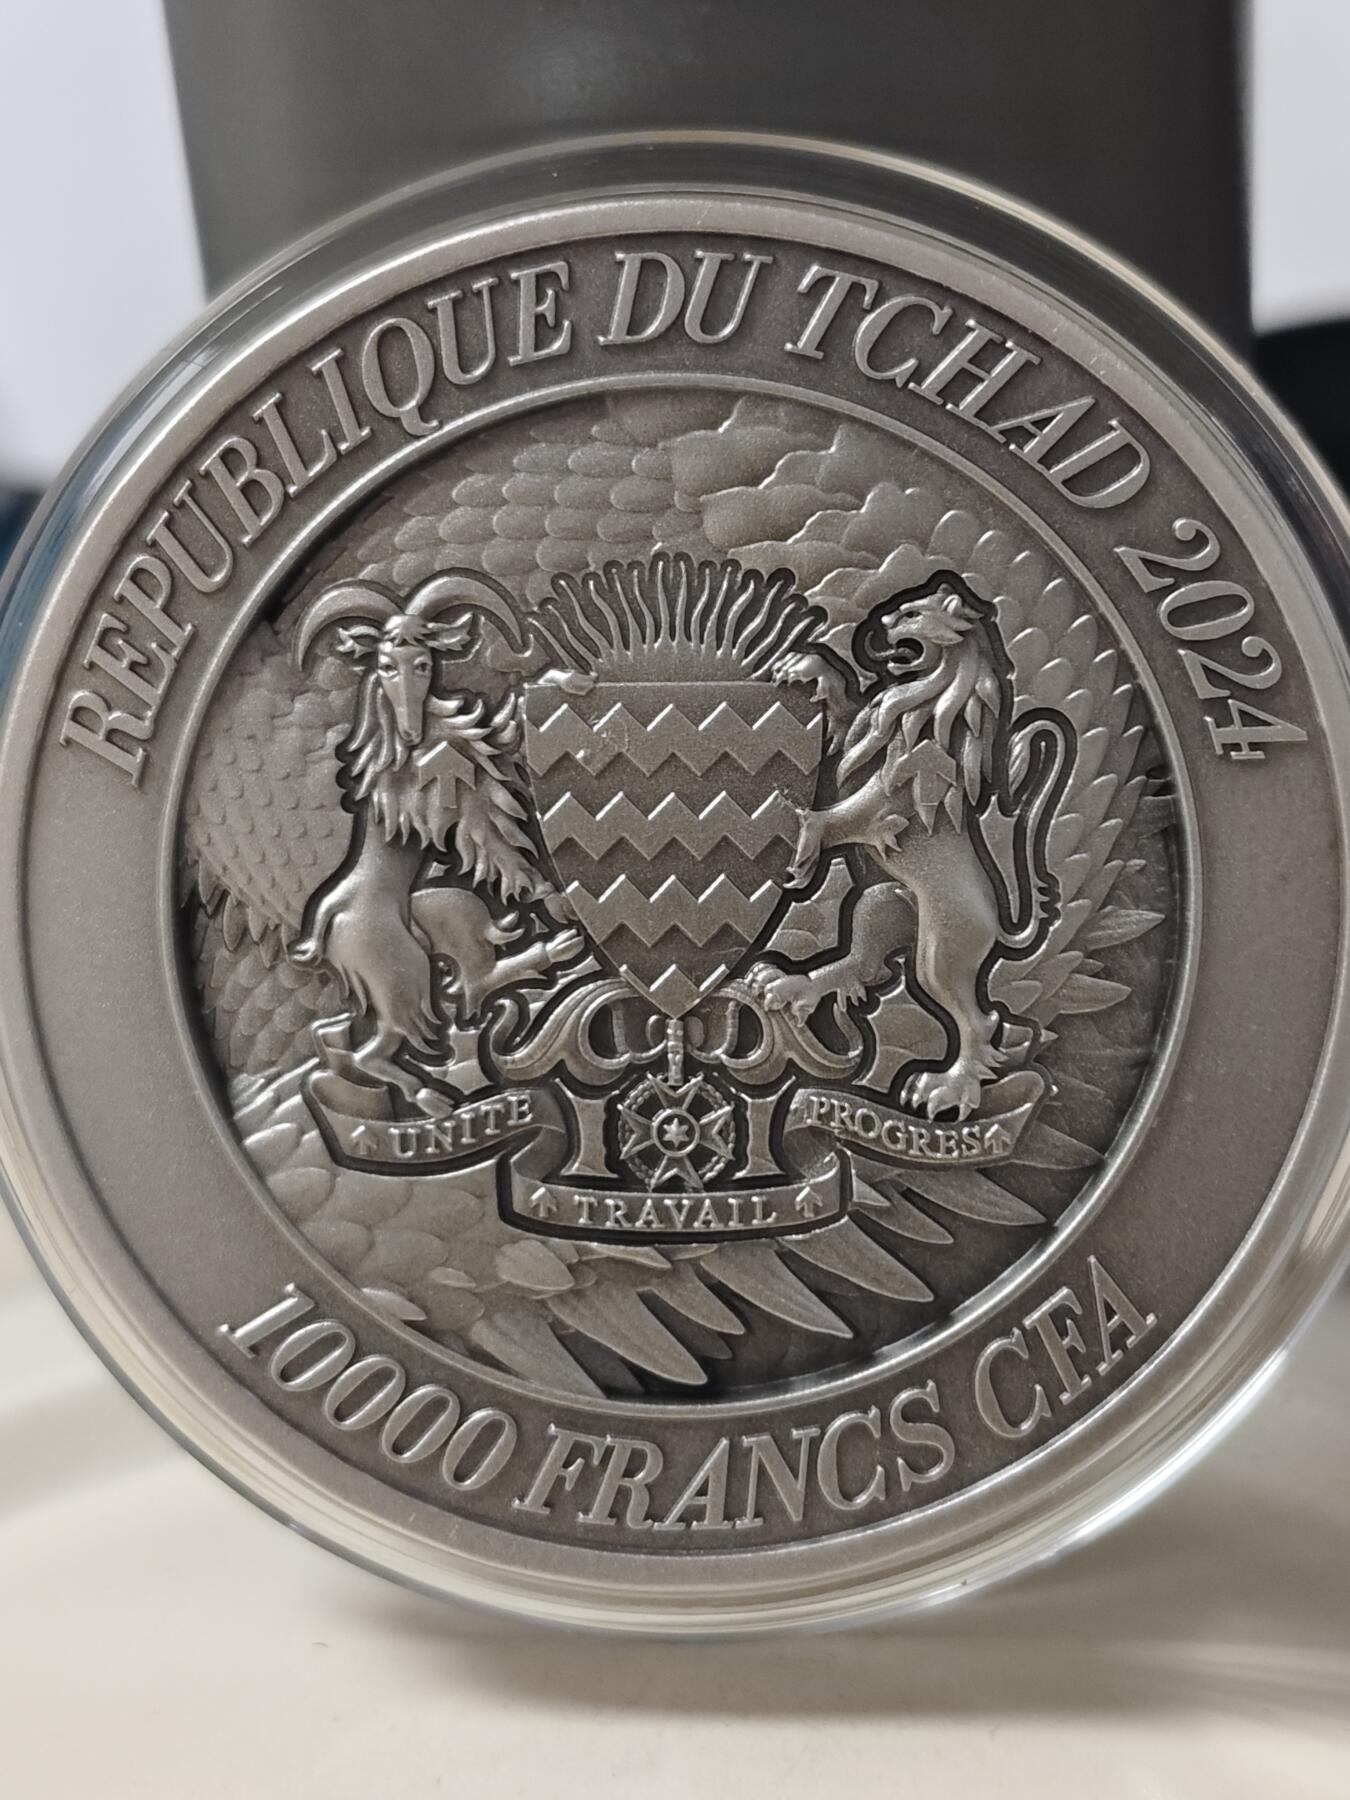 REPUBLIQUE DU TCHAD 2024
UNITE
TRAVAIL
PROGRES
10000 FRANCS CFA